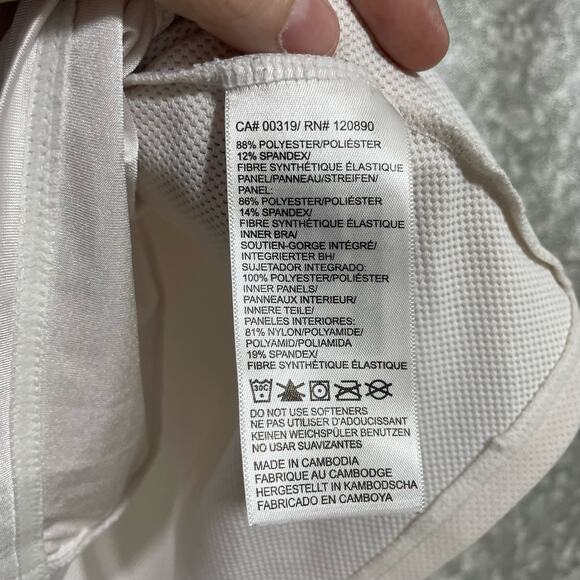 CA# 00319/ RN# 120890
88% POLYESTER/POLIÉSTER
12% SPANDEX/
FIBRE SYNTHÉTIQUE ÉLASTIQUE
PANEL/PANNEAU/STREIFEN/
PANEL:
86% POLYESTER/POLIÉSTER
14% SPANDEX/
FIBRE SYNTHÉTIQUE ÉLASTIQUE
INNER BRA/
SOUTIEN-GORGE INTÉGRÉ/
INTEGRIERTER BH/
SUJETADOR INTEGRADO:
100% POLYESTER/POLIÉSTER
INNER PANELS/
PANNEAUX INTERIEUR/
INNERE TEILE/
PANELES INTERIORES:
81% NYLON/POLYAMIDE/
POLYAMID/POLIAMIDA
19% SPANDEX/
FIBRE SYNTHÉTIQUE ÉLASTIQUE
30C
DO NOT USE SOFTENERS
NE PAS UTILISER D'ADOUCISSANT
KEINEN WEICHSPÜLER BENUTZEN
NO USAR SUAVIZANTES
MADE IN CAMBODIA
FABRIQUE AU CAMBODGE
HERGESTELLT IN KAMBODSCHA
FABRICADO EN CAMBOYA